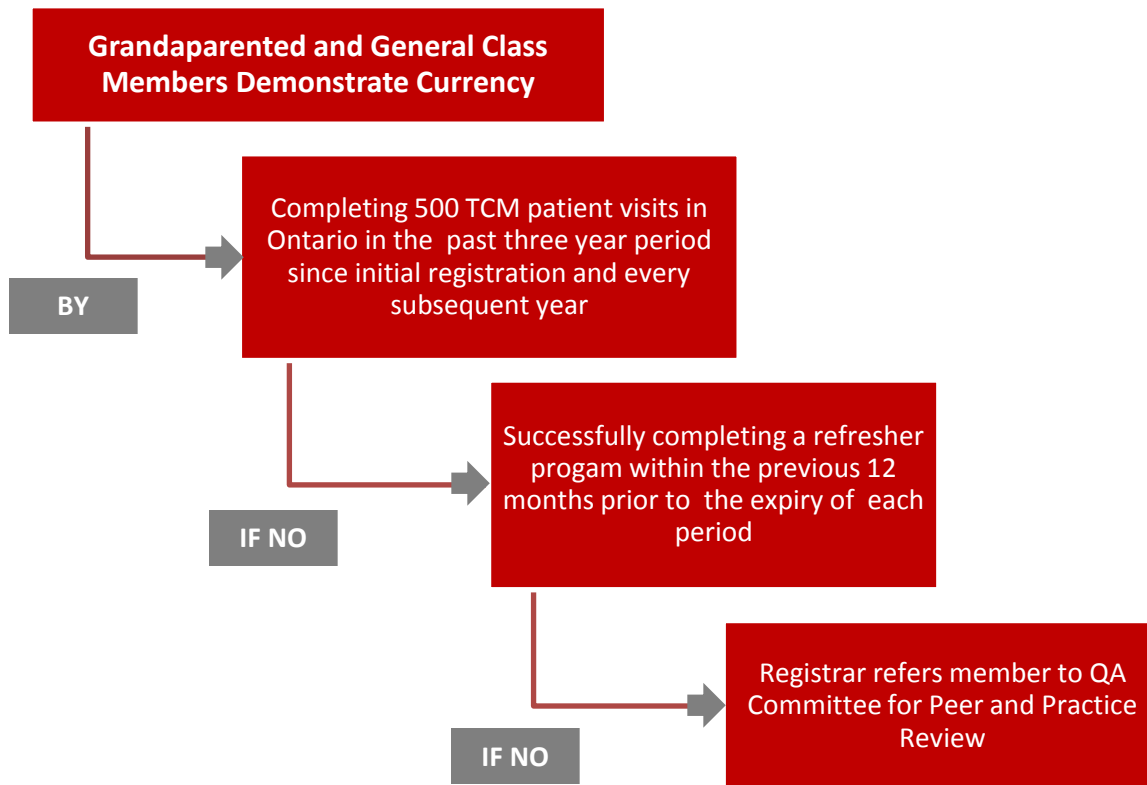 Grandaparented and General Class
Members Demonstrate Currency
Completing 500 TCM patient visits in
Ontario in the past three year period
since initial registration and every
subsequent year
BY
Successfully completing a refresher
progam within the previous 12
months prior to the expiry of each
period
IF NO
Registrar refers member to QA
Committee for Peer and Practice
Review
IF NO